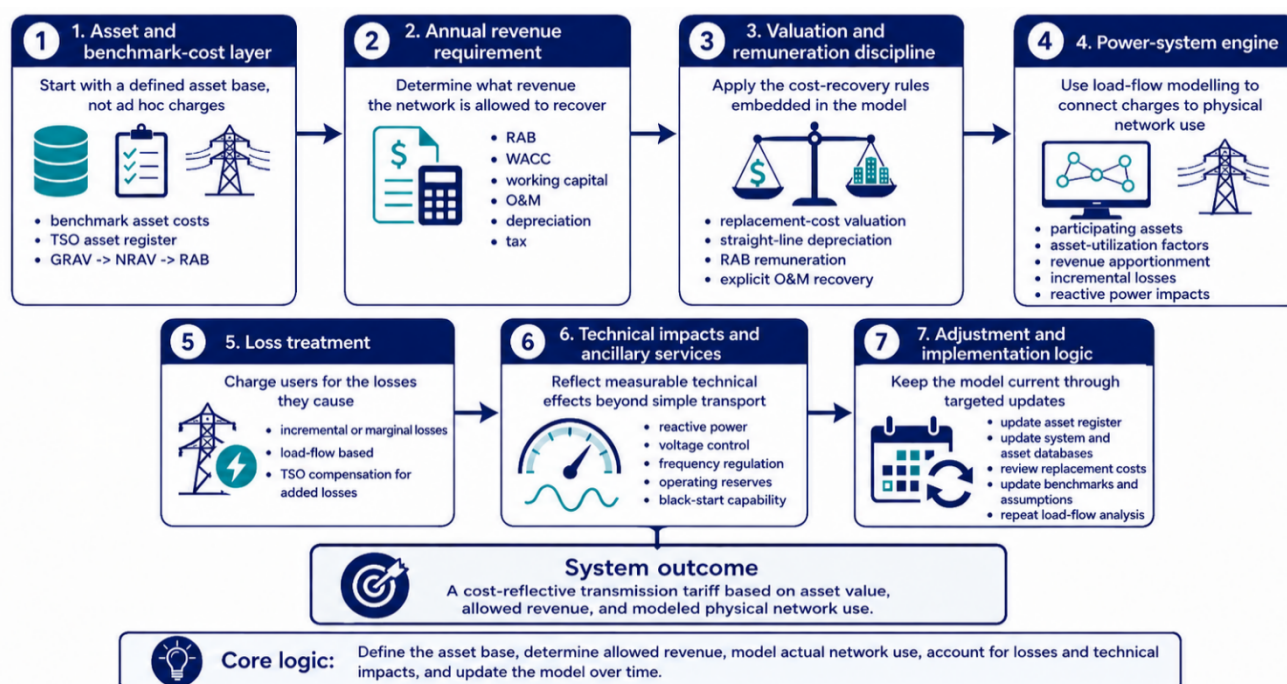 1
1. Asset and
benchmark-cost layer
Start with a defined asset base,
not ad hoc charges
• benchmark asset costs
• TSO asset register
• GRAV -> NRAV -> RAB
2
2. Annual revenue
requirement
Determine what revenue
the network is allowed to recover
$
• RAB
• WACC
• working capital
• O&M
• depreciation
• tax
3
3. Valuation and
remuneration discipline
Apply the cost-recovery rules
embedded in the model
$
• replacement-cost valuation
• straight-line depreciation
• RAB remuneration
• explicit O&M recovery
4
4. Power-system engine
Use load-flow modelling to
connect charges to physical
network use
• participating assets
• asset-utilization factors
• revenue apportionment
• incremental losses
• reactive power impacts
5
5. Loss treatment
Charge users for the losses
they cause
• incremental or marginal losses
• load-flow based
• TSO compensation for
added losses
6
6. Technical impacts and
ancillary services
Reflect measurable technical
effects beyond simple transport
• reactive power
• voltage control
• frequency regulation
• operating reserves
• black-start capability
7
7. Adjustment and
implementation logic
Keep the model current through
targeted updates
• update asset register
• update system and
asset databases
• review replacement costs
• update benchmarks and
assumptions
• repeat load-flow analysis
System outcome
A cost-reflective transmission tariff based on asset value,
allowed revenue, and modeled physical network use.
Core logic:
Define the asset base, determine allowed revenue, model actual network use, account for losses and technical
impacts, and update the model over time.